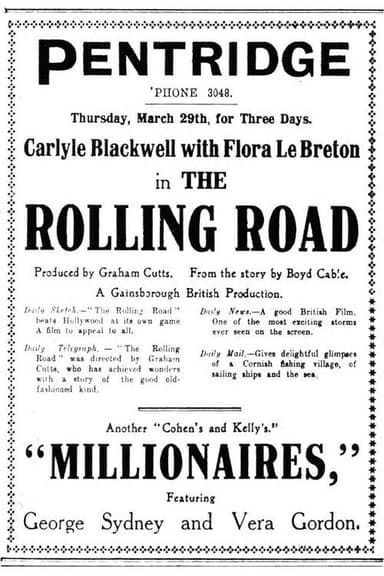 PENTRIDGE
'PHONE 3048.
Thursday, March 29th, for Three Days.
Carlyle Blackwell with Flora Le Breton
in THE
ROLLING ROAD
Produced by Graham Cutts. From the story by Boyd Cable.
A Gainsborough British Production.
Daily Sketch.—"The Rolling Road"
beats Hollywood at its own game
A film to appeal to all.
Daily Telegraph. — "The Rolling
Road" was directed by Graham
Cutts, who has achieved wonders
with a story of the good old-
fashioned kind.
Daily News.—A good British Film.
One of the most exciting storms
ever seen on the screen.
Daily Mail.—Gives delightful glimpses
of a Cornish fishing village, of
sailing ships and the sea.
Another "Cohen's and Kelly's."
"MILLIONAIRES,"
Featuring
George Sydney and Vera Gordon.